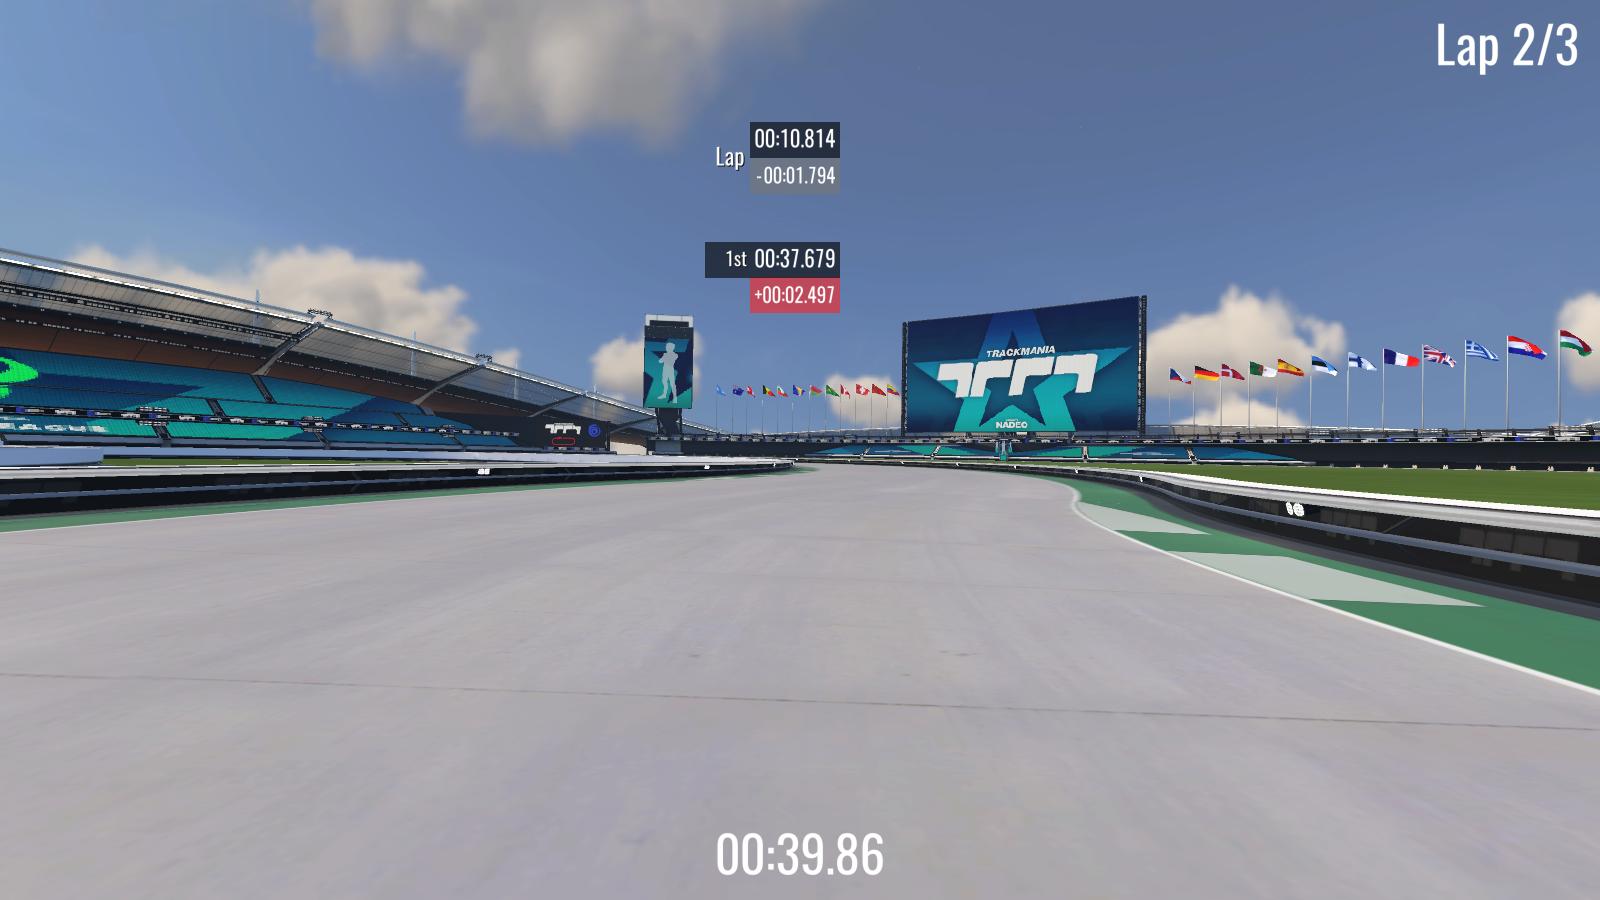 Lap 2/3
00:10.814
Lap
-00:01.794
1st 00:37.679
+00:02.497
TRACKMANIA
NADEO
00:39.86